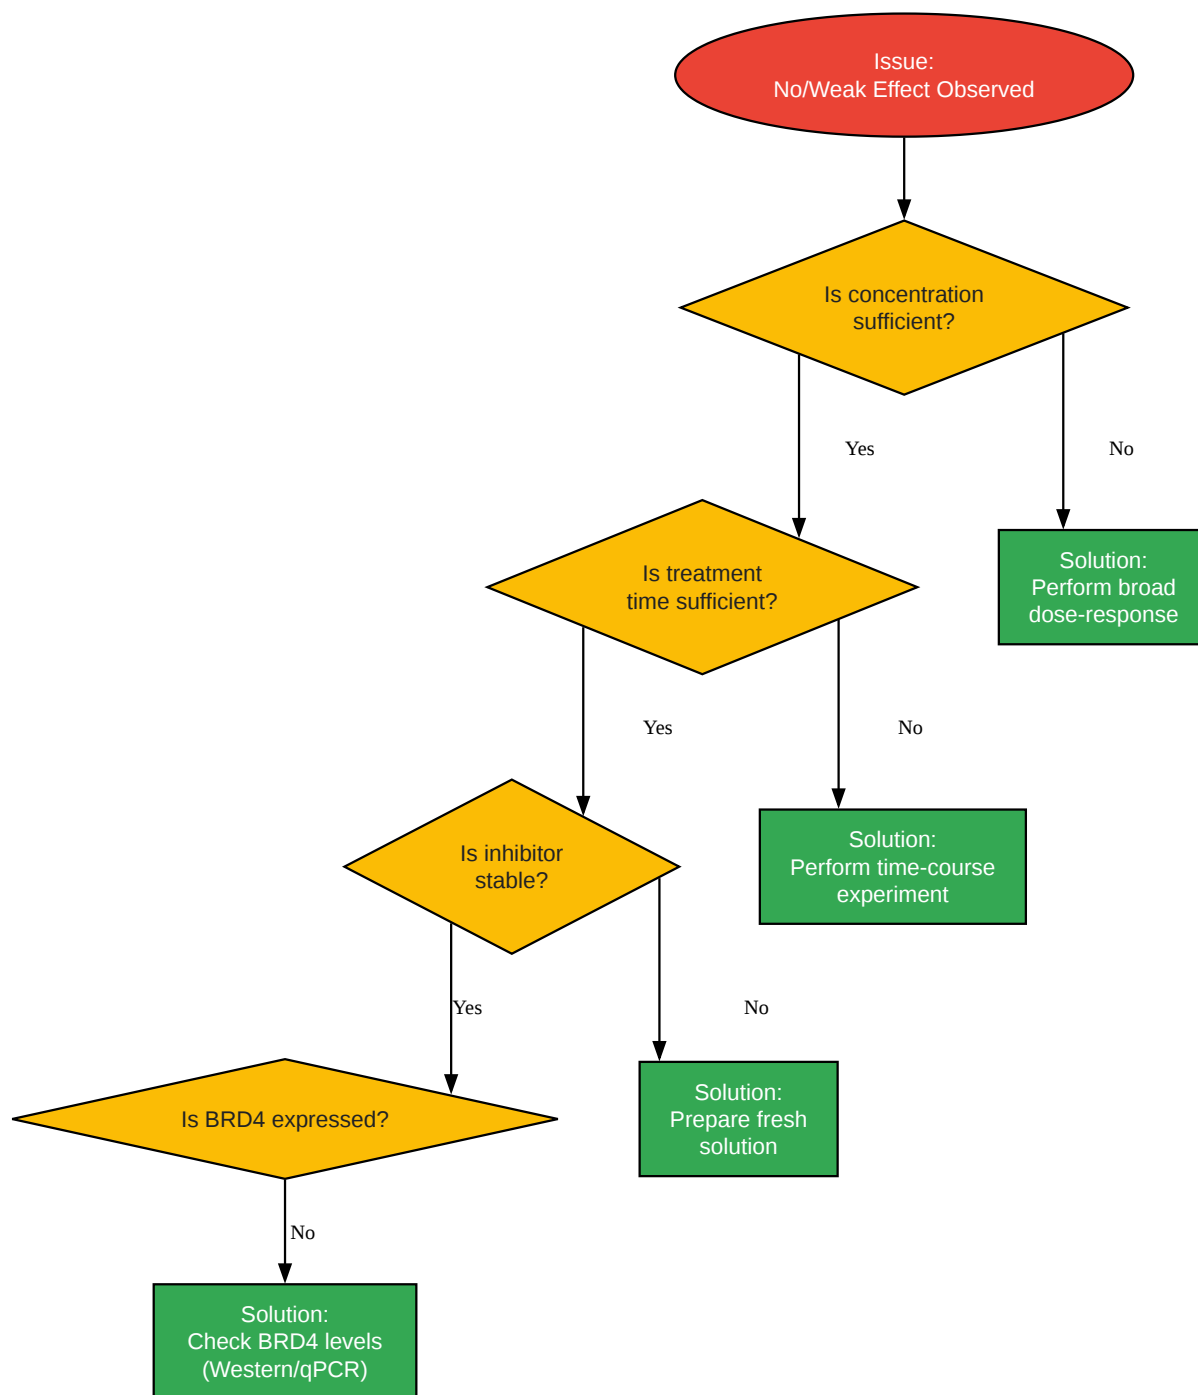 Issue:
No/Weak Effect Observed
Is concentration
sufficient?
Yes
No
Is treatment
time sufficient?
Solution:
Perform broad
dose-response
Yes
No
Is inhibitor
stable?
Solution:
Perform time-course
experiment
Yes
No
Is BRD4 expressed?
Solution:
Prepare fresh
solution
No
Solution:
Check BRD4 levels
(Western/qPCR)